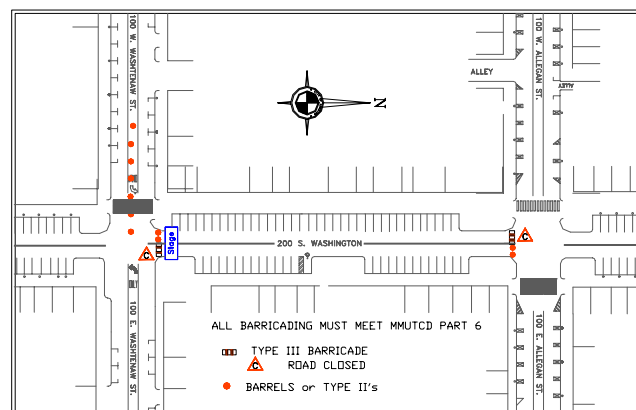 100 W. WASHTENAW ST.
100 W. ALLEGAN ST.
ALLEY
ALLEY
N
Stage
200 S. WASHINGTON
C
C
100 E. WASHTENAW ST.
100 E. ALLEGAN ST.
ALL BARRICADING MUST MEET MMUTCD PART 6
TYPE III BARRICADE
C
ROAD CLOSED
BARRELS or TYPE II's